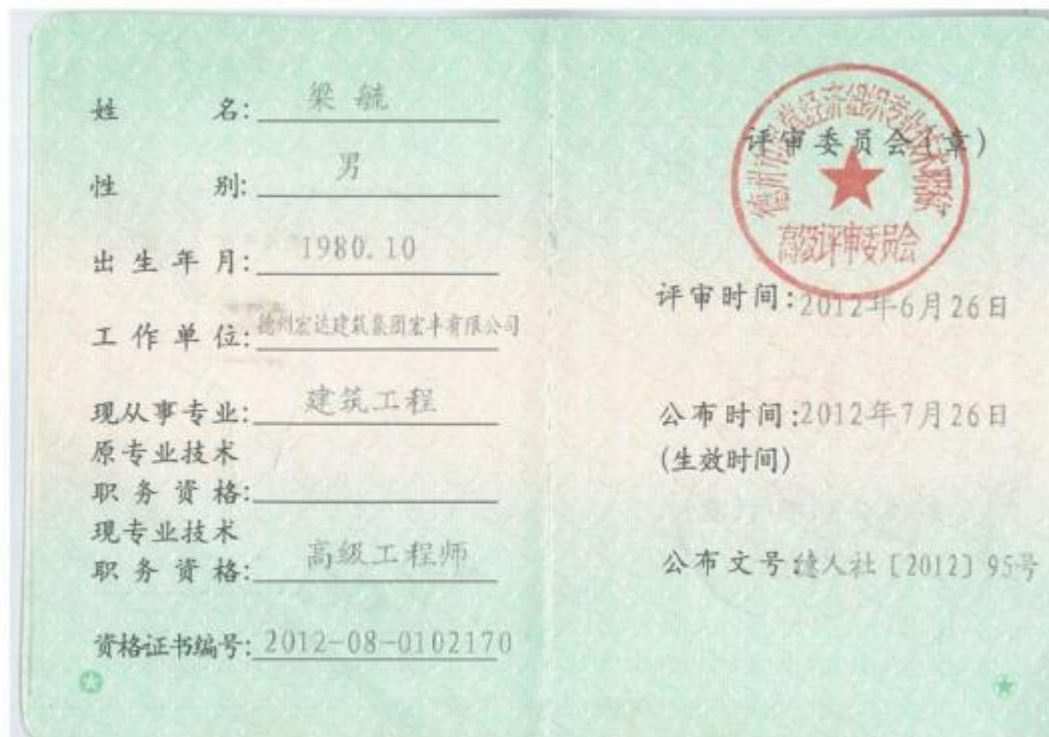 姓 名: 梁毓
性 别: 男
出生年月: 1980.10
工作单位: 德州宏达建筑集团宏丰有限公司
现从事专业: 建筑工程
原专业技术
职务资格:
现专业技术
职务资格: 高级工程师
资格证书编号: 2012-08-0102170
评审委员会(章)
高级评审委员会
评审时间: 2012年6月26日
公布时间: 2012年7月26日
(生效时间)
公布文号: 德人社〔2012〕95号